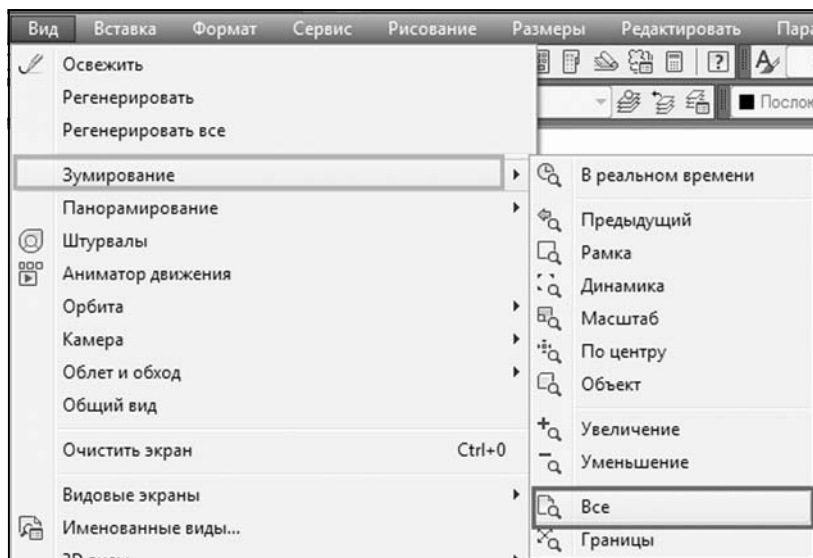 Вид Вставка Формат Сервис Рисование Размеры Редактировать
Освежить
Регенерировать
Регенерировать все
Зумирование
Панорамирование
Штурвалы
Аниматор движения
Орбита
Камера
Облет и обход
Общий вид
Очистить экран Ctrl+0
Видовые экраны
Именованные виды...
В реальном времени
Предыдущий
Рамка
Динамика
Масштаб
По центру
Объект
Увеличение
Уменьшение
Все
Границы